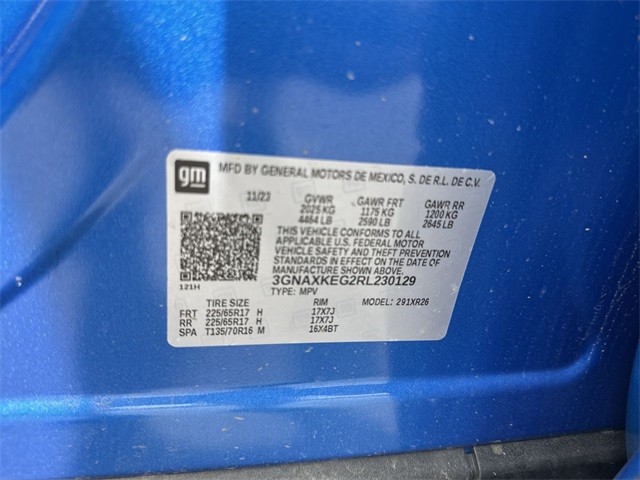 gm
MFD BY GENERAL MOTORS DE MEXICO, S. DE R.L. DE C.V.
11/23 GVWR GAWR FRT GAWR RR
2025 KG 1175 KG 1200 KG
4464 LB 2590 LB 2645 LB
THIS VEHICLE CONFORMS TO ALL
APPLICABLE U.S. FEDERAL MOTOR
VEHICLE SAFETY AND THEFT PREVENTION
STANDARDS IN EFFECT ON THE DATE OF
MANUFACTURE SHOWN ABOVE.
121H 3GNAXKEG2RL230129
TYPE: MPV MODEL: 291XR26
TIRE SIZE RIM
FRT 225/65R17 H 17X7J
RR 225/65R17 H 17X7J
SPA T135/70R16 M 16X4BT